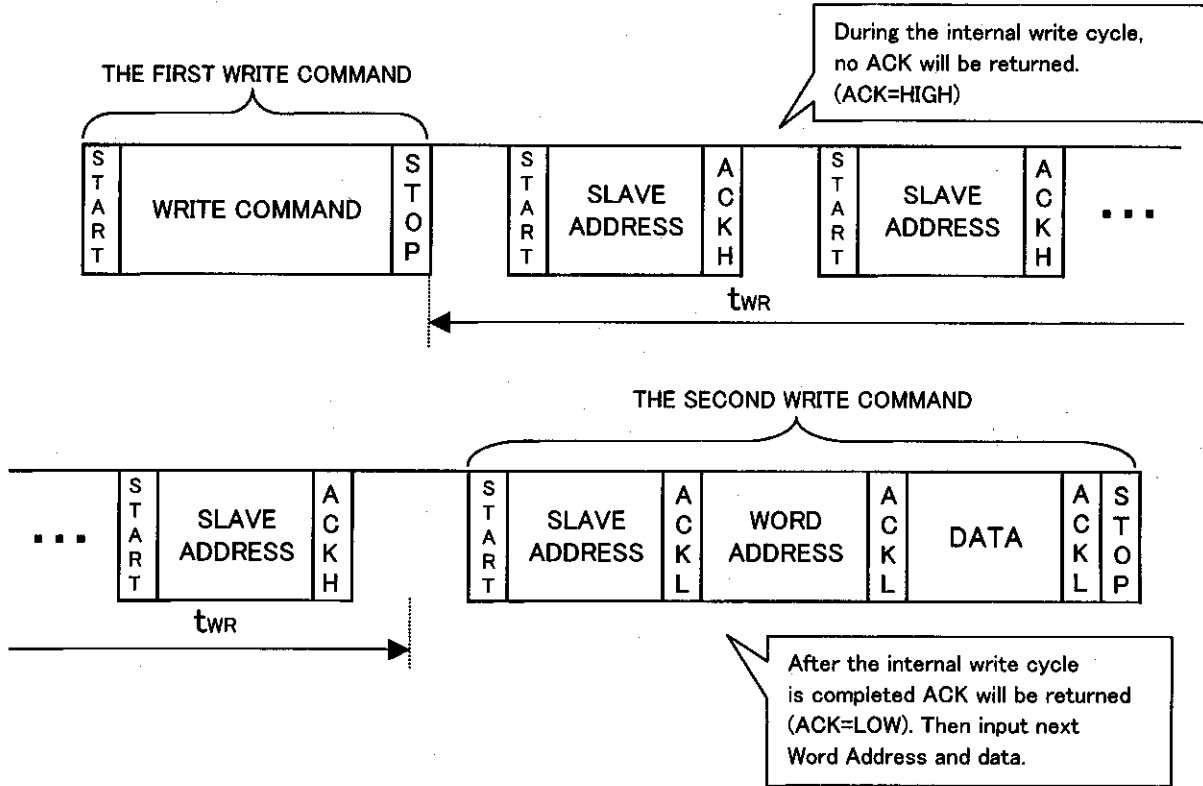 During the internal write cycle,
no ACK will be returned.
(ACK=HIGH)
THE FIRST WRITE COMMAND
START
WRITE COMMAND
STOP
START
SLAVE
ADDRESS
ACKH
START
SLAVE
ADDRESS
ACKH
...
tWR
THE SECOND WRITE COMMAND
...
START
SLAVE
ADDRESS
ACKH
START
SLAVE
ADDRESS
ACKL
WORD
ADDRESS
ACKL
DATA
ACKL
STOP
tWR
After the internal write cycle
is completed ACK will be returned
(ACK=LOW). Then input next
Word Address and data.